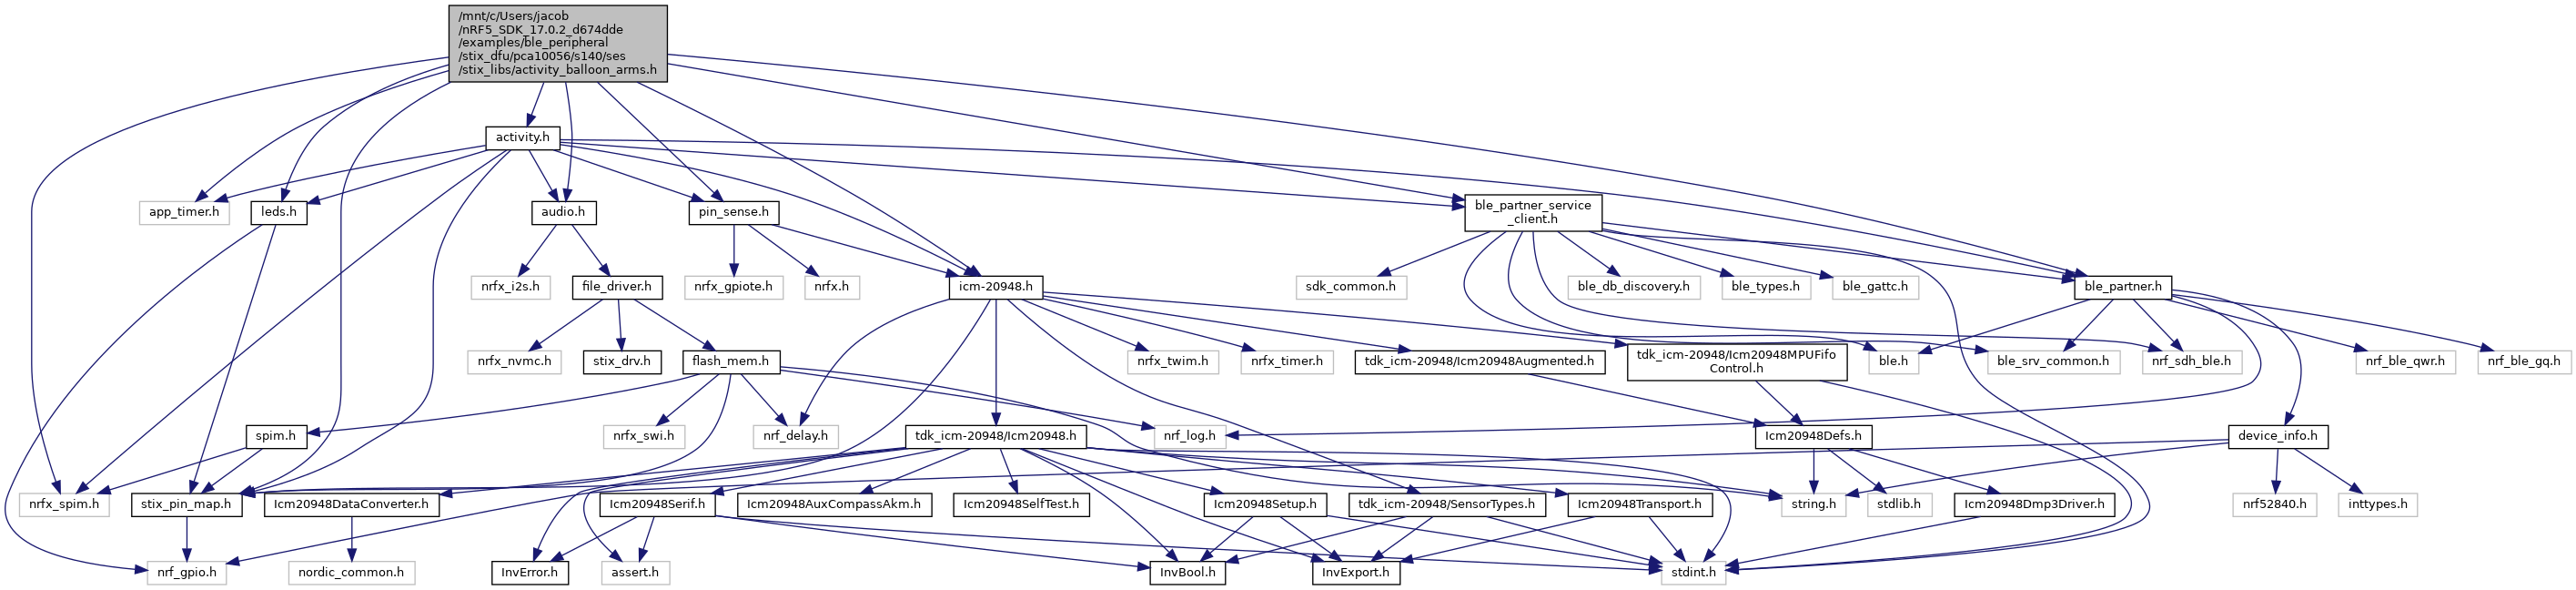 /mnt/c/Users/jacob
/nRF5_SDK_17.0.2_d674dde
/examples/ble_peripheral
/stix_dfu/pca10056/s140/ses
/stix_libs/activity_balloon_arms.h
activity.h
app_timer.h
leds.h
audio.h
pin_sense.h
ble_partner_service
_client.h
nrfx_i2s.h
file_driver.h
nrfx_gpiote.h
nrfx.h
icm-20948.h
sdk_common.h
ble_db_discovery.h
ble_types.h
ble_gattc.h
ble_partner.h
nrfx_nvmc.h
stix_drv.h
flash_mem.h
nrfx_twim.h
nrfx_timer.h
tdk_icm-20948/Icm20948Augmented.h
tdk_icm-20948/Icm20948MPUFifo
Control.h
ble.h
ble_srv_common.h
nrf_sdh_ble.h
nrf_ble_qwr.h
nrf_ble_gq.h
spim.h
nrfx_swi.h
nrf_delay.h
tdk_icm-20948/Icm20948.h
nrf_log.h
Icm20948Defs.h
device_info.h
nrfx_spim.h
stix_pin_map.h
Icm20948DataConverter.h
Icm20948Serif.h
Icm20948AuxCompassAkm.h
Icm20948SelfTest.h
Icm20948Setup.h
tdk_icm-20948/SensorTypes.h
Icm20948Transport.h
string.h
stdlib.h
Icm20948Dmp3Driver.h
nrf52840.h
inttypes.h
nrf_gpio.h
nordic_common.h
InvError.h
assert.h
InvBool.h
InvExport.h
stdint.h